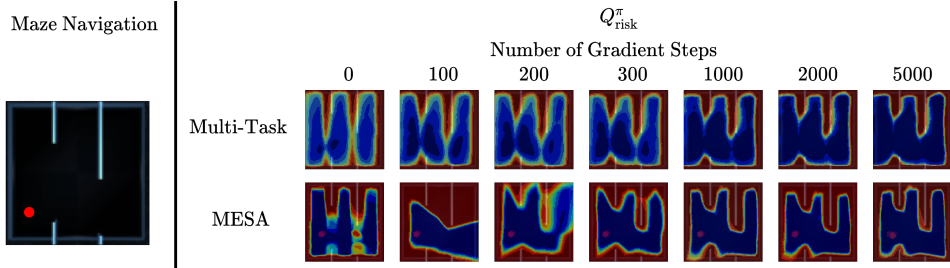 Maze Navigation
Q^π_risk
Number of Gradient Steps
0 100 200 300 1000 2000 5000
Multi-Task
MESA